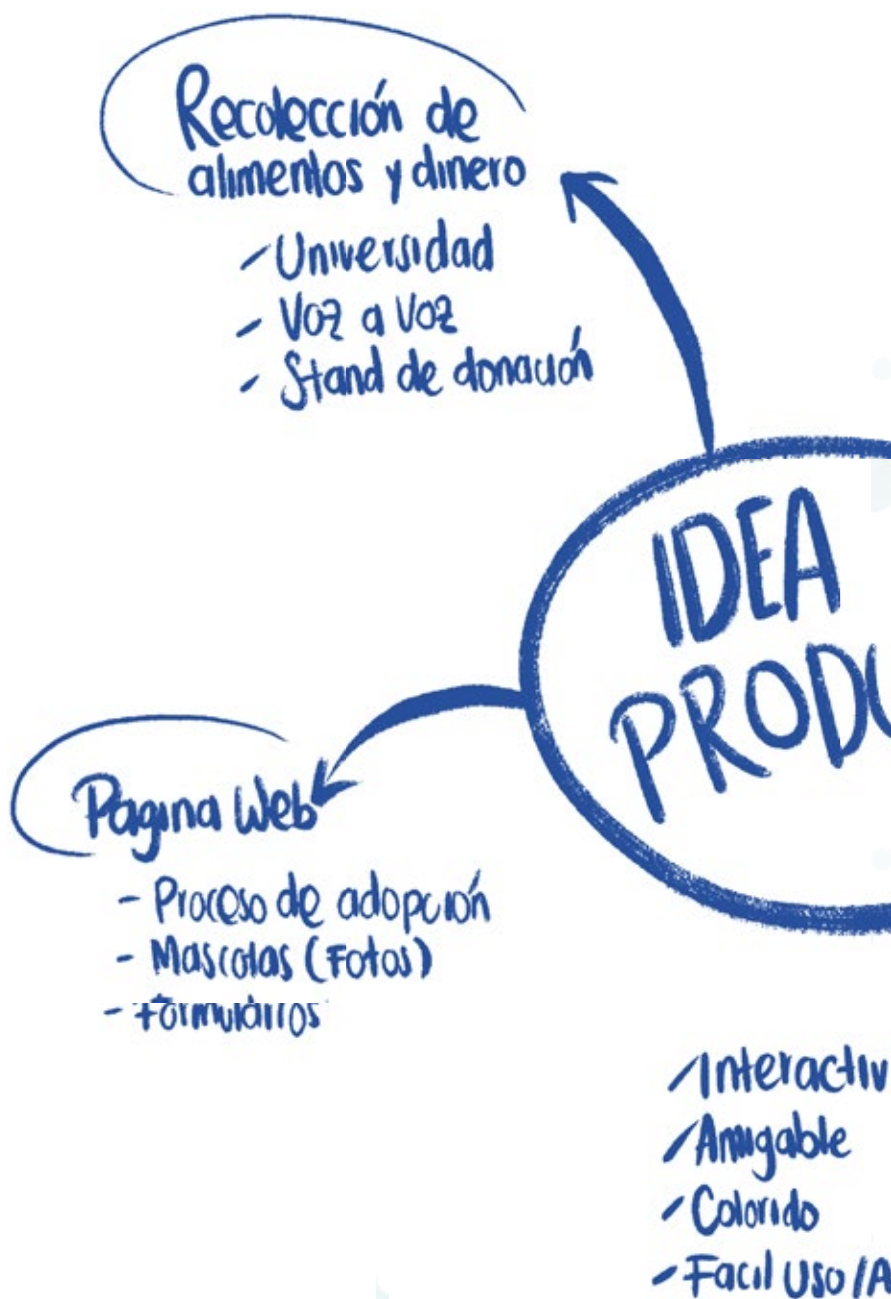 Recolección de
alimentos y dinero
- Universidad
- Voz a Voz
- Stand de donación
IDEA
PRODU
Página Web
- Proceso de adopción
- Mascotas (Fotos)
- Formularios
- Interactiv
- Amigable
- Colorido
- Facil uso / A